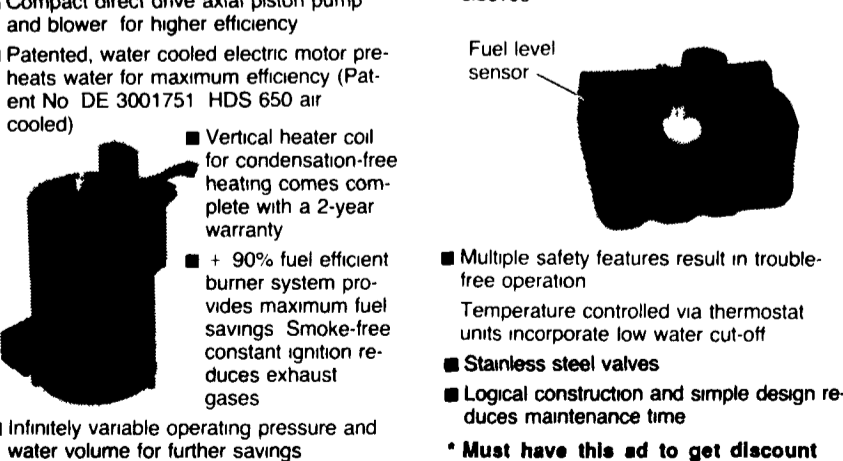 Compact direct drive axial piston pump
and blower for higher efficiency
■ Patented, water cooled electric motor pre-
heats water for maximum efficiency (Pat-
ent No DE 3001751 HDS 650 air
cooled)
■ Vertical heater coil
for condensation-free
heating comes com-
plete with a 2-year
warranty
■ + 90% fuel efficient
burner system pro-
vides maximum fuel
savings Smoke-free
constant ignition re-
duces exhaust
gases
■ Infinitely variable operating pressure and
water volume for further savings
Fuel level
sensor
■ Multiple safety features result in trouble-
free operation
Temperature controlled via thermostat
units incorporate low water cut-off
■ Stainless steel valves
■ Logical construction and simple design re-
duces maintenance time
* Must have this ad to get discount